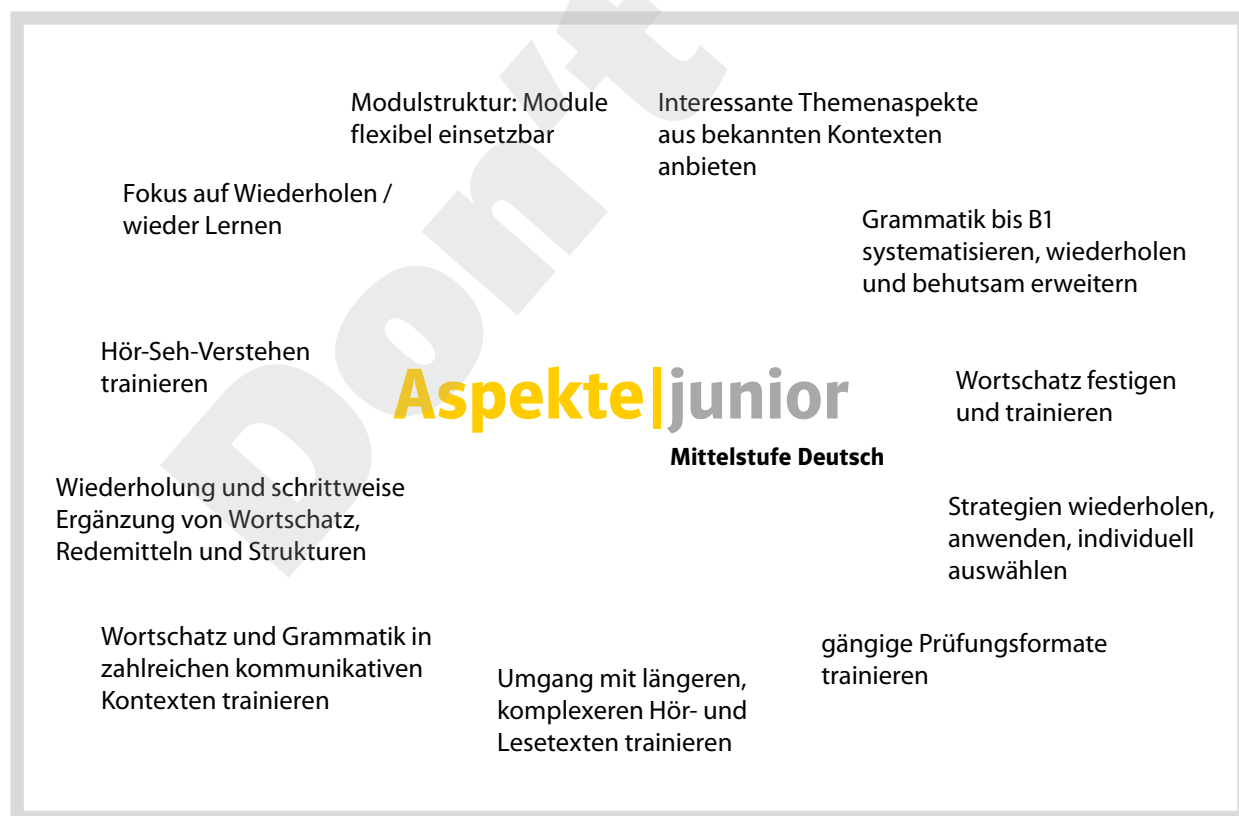 Don't
Modulstruktur: Module
flexibel einsetzbar
Interessante Themenaspekte
aus bekannten Kontexten
anbieten
Fokus auf Wiederholen /
wieder Lernen
Grammatik bis B1
systematisieren, wiederholen
und behutsam erweitern
Hör-Seh-Verstehen
trainieren
Aspekte|junior
Mittelstufe Deutsch
Wortschatz festigen
und trainieren
Wiederholung und schrittweise
Ergänzung von Wortschatz,
Redemitteln und Strukturen
Strategien wiederholen,
anwenden, individuell
auswählen
Wortschatz und Grammatik in
zahlreichen kommunikativen
Kontexten trainieren
Umgang mit längeren,
komplexeren Hör- und
Lesetexten trainieren
gängige Prüfungsformate
trainieren